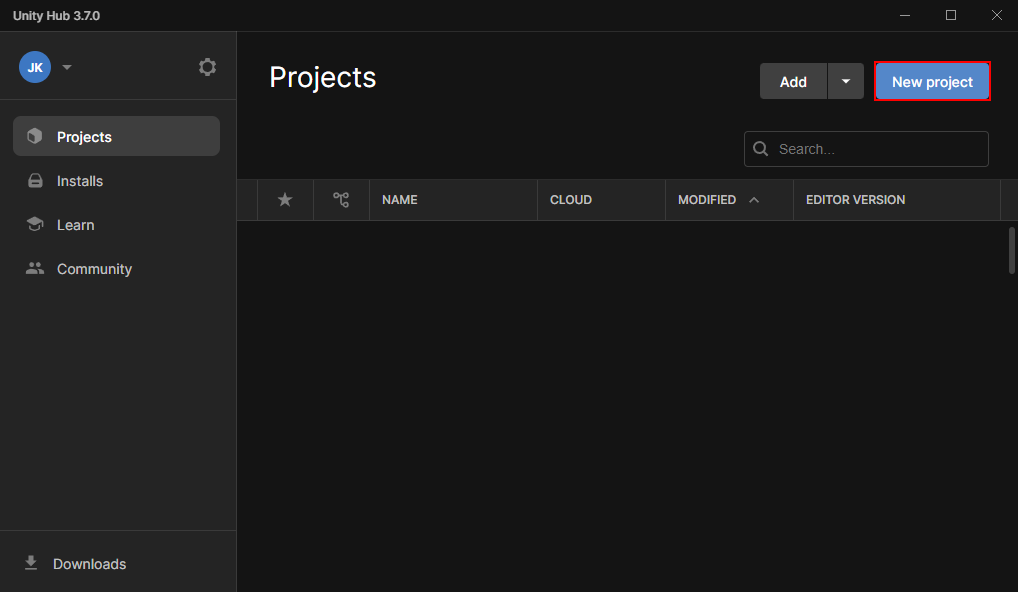 Unity Hub 3.7.0
JK
Projects
Installs
Learn
Community
Downloads
Projects
Add
New project
Search...
NAME
CLOUD
MODIFIED
EDITOR VERSION